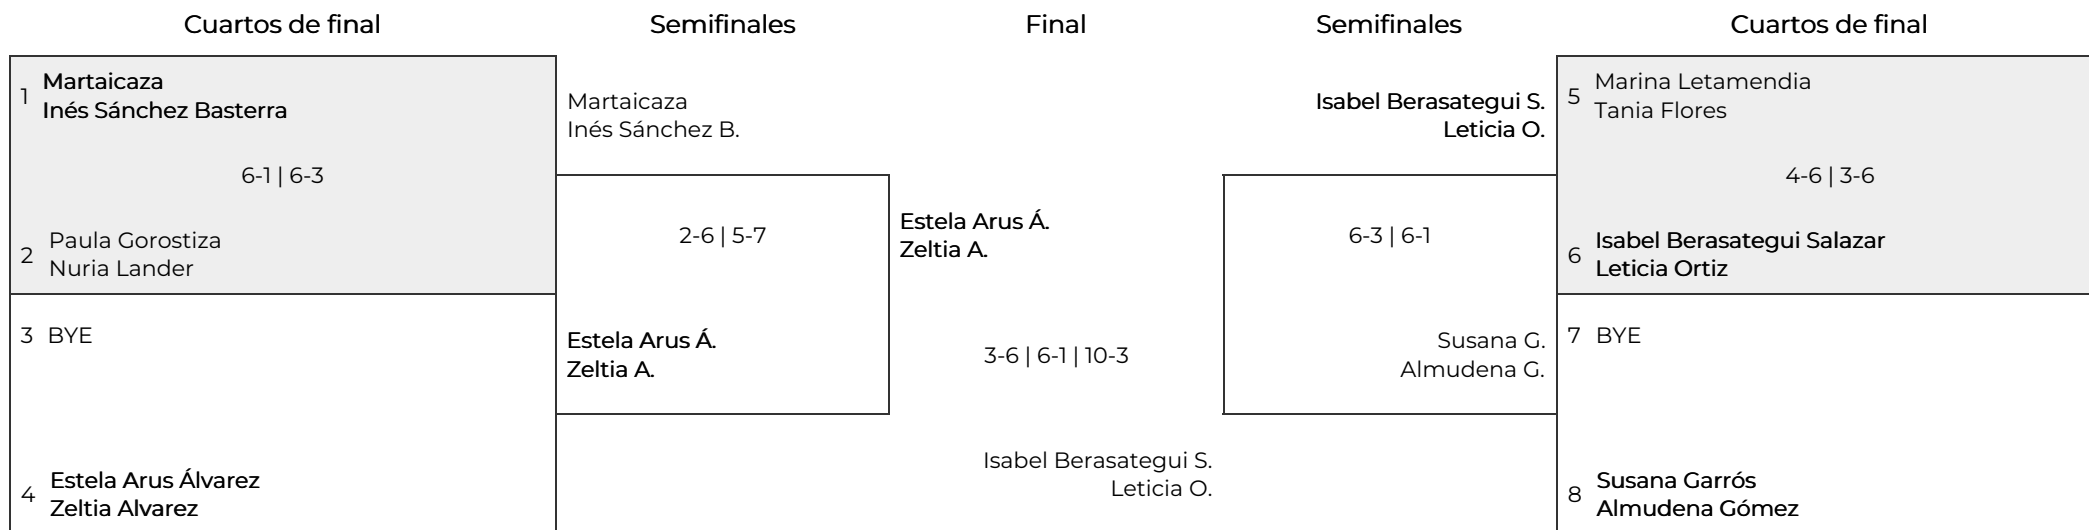 Cuartos de final
Semifinales
Final
Semifinales
Cuartos de final
1
Martaicaza
Inés Sánchez Basterra
6-1 | 6-3
2
Paula Gorostiza
Nuria Lander
3 BYE
4
Estela Arus Álvarez
Zeltia Alvarez
Martaicaza
Inés Sánchez B.
2-6 | 5-7
Estela Arus Á.
Zeltia A.
Estela Arus Á.
Zeltia A.
3-6 | 6-1 | 10-3
Isabel Berasategui S.
Leticia O.
Isabel Berasategui S.
Leticia O.
6-3 | 6-1
Susana G.
Almudena G.
5
Marina Letamendia
Tania Flores
4-6 | 3-6
6
Isabel Berasategui Salazar
Leticia Ortiz
7 BYE
8
Susana Garrós
Almudena Gómez